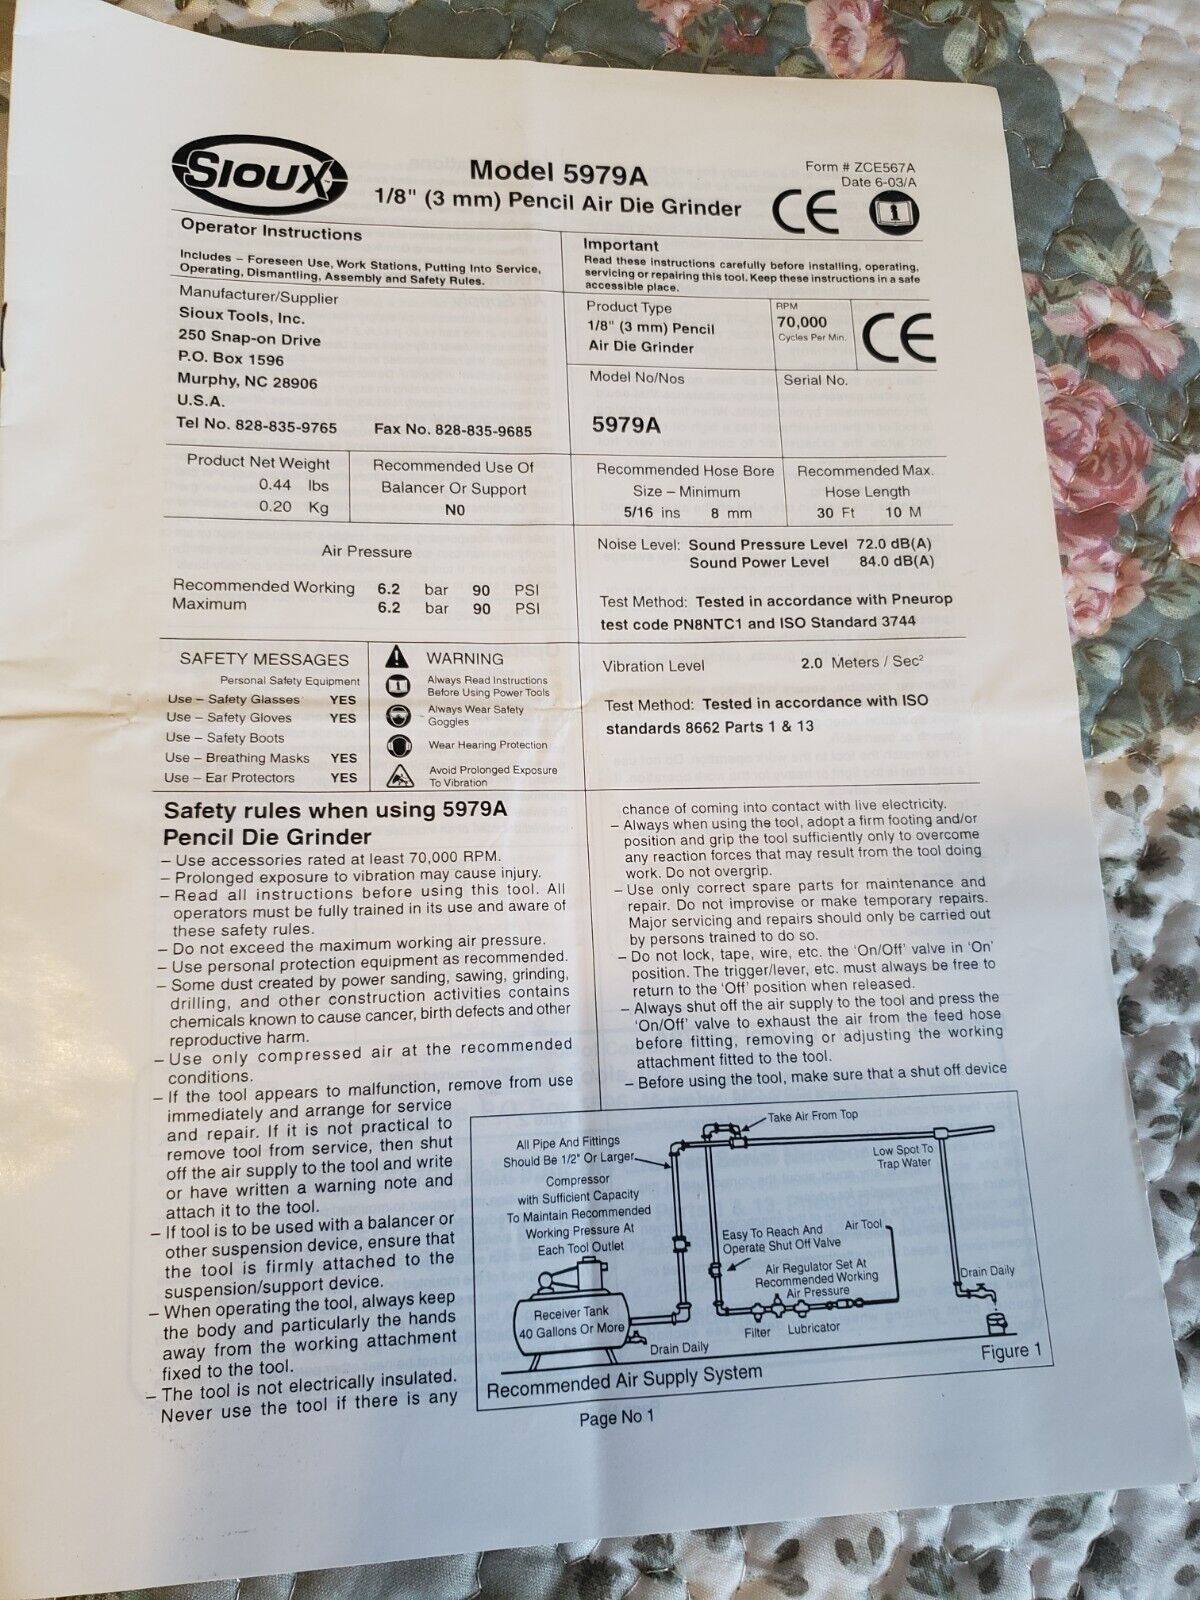 SIOUX
Model 5979A
1/8" (3 mm) Pencil Air Die Grinder
Form # ZCE567A
Date 6-03/A
CE
Operator Instructions
Includes – Foreseen Use, Work Stations, Putting Into Service,
Operating, Dismantling, Assembly and Safety Rules.
Important
Read these instructions carefully before installing, operating,
servicing or repairing this tool. Keep these instructions in a safe
accessible place.
Manufacturer/Supplier
Sioux Tools, Inc.
250 Snap-on Drive
P.O. Box 1596
Murphy, NC 28906
U.S.A.
Tel No. 828-835-9765 Fax No. 828-835-9685
Product Type
1/8" (3 mm) Pencil
Air Die Grinder
RPM
70,000
Cycles Per Min.
CE
Model No/Nos
5979A
Serial No.
Product Net Weight
0.44 lbs
0.20 Kg
Recommended Use Of
Balancer Or Support
N0
Recommended Hose Bore
Size – Minimum
5/16 ins 8 mm
Recommended Max.
Hose Length
30 Ft 10 M
Air Pressure
Recommended Working 6.2 bar 90 PSI
Maximum 6.2 bar 90 PSI
Noise Level: Sound Pressure Level 72.0 dB(A)
Sound Power Level 84.0 dB(A)
Test Method: Tested in accordance with Pneurop
test code PN8NTC1 and ISO Standard 3744
SAFETY MESSAGES
Personal Safety Equipment
Use – Safety Glasses YES
Use – Safety Gloves YES
Use – Safety Boots
Use – Breathing Masks YES
Use – Ear Protectors YES
WARNING
Always Read Instructions
Before Using Power Tools
Always Wear Safety
Goggles
Wear Hearing Protection
Avoid Prolonged Exposure
To Vibration
Vibration Level 2.0 Meters / Sec²
Test Method: Tested in accordance with ISO
standards 8662 Parts 1 & 13
Safety rules when using 5979A
Pencil Die Grinder
– Use accessories rated at least 70,000 RPM.
– Prolonged exposure to vibration may cause injury.
– Read all instructions before using this tool. All
operators must be fully trained in its use and aware of
these safety rules.
– Do not exceed the maximum working air pressure.
– Use personal protection equipment as recommended.
– Some dust created by power sanding, sawing, grinding,
drilling, and other construction activities contains
chemicals known to cause cancer, birth defects and other
reproductive harm.
– Use only compressed air at the recommended
conditions.
– If the tool appears to malfunction, remove from use
immediately and arrange for service
and repair. If it is not practical to
remove tool from service, then shut
off the air supply to the tool and write
or have written a warning note and
attach it to the tool.
– If tool is to be used with a balancer or
other suspension device, ensure that
the tool is firmly attached to the
suspension/support device.
– When operating the tool, always keep
the body and particularly the hands
away from the working attachment
fixed to the tool.
– The tool is not electrically insulated.
Never use the tool if there is any
chance of coming into contact with live electricity.
– Always when using the tool, adopt a firm footing and/or
position and grip the tool sufficiently only to overcome
any reaction forces that may result from the tool doing
work. Do not overgrip.
– Use only correct spare parts for maintenance and
repair. Do not improvise or make temporary repairs.
Major servicing and repairs should only be carried out
by persons trained to do so.
– Do not lock, tape, wire, etc. the 'On/Off' valve in 'On'
position. The trigger/lever, etc. must always be free to
return to the 'Off' position when released.
– Always shut off the air supply to the tool and press the
'On/Off' valve to exhaust the air from the feed hose
before fitting, removing or adjusting the working
attachment fitted to the tool.
– Before using the tool, make sure that a shut off device
All Pipe And Fittings
Should Be 1/2" Or Larger
Compressor
with Sufficient Capacity
To Maintain Recommended
Working Pressure At
Each Tool Outlet
Receiver Tank
40 Gallons Or More
Drain Daily
Take Air From Top
Low Spot To
Trap Water
Easy To Reach And
Operate Shut Off Valve
Air Tool
Air Regulator Set At
Recommended Working
Air Pressure
Filter Lubricator
Drain Daily
Recommended Air Supply System
Figure 1
Page No 1